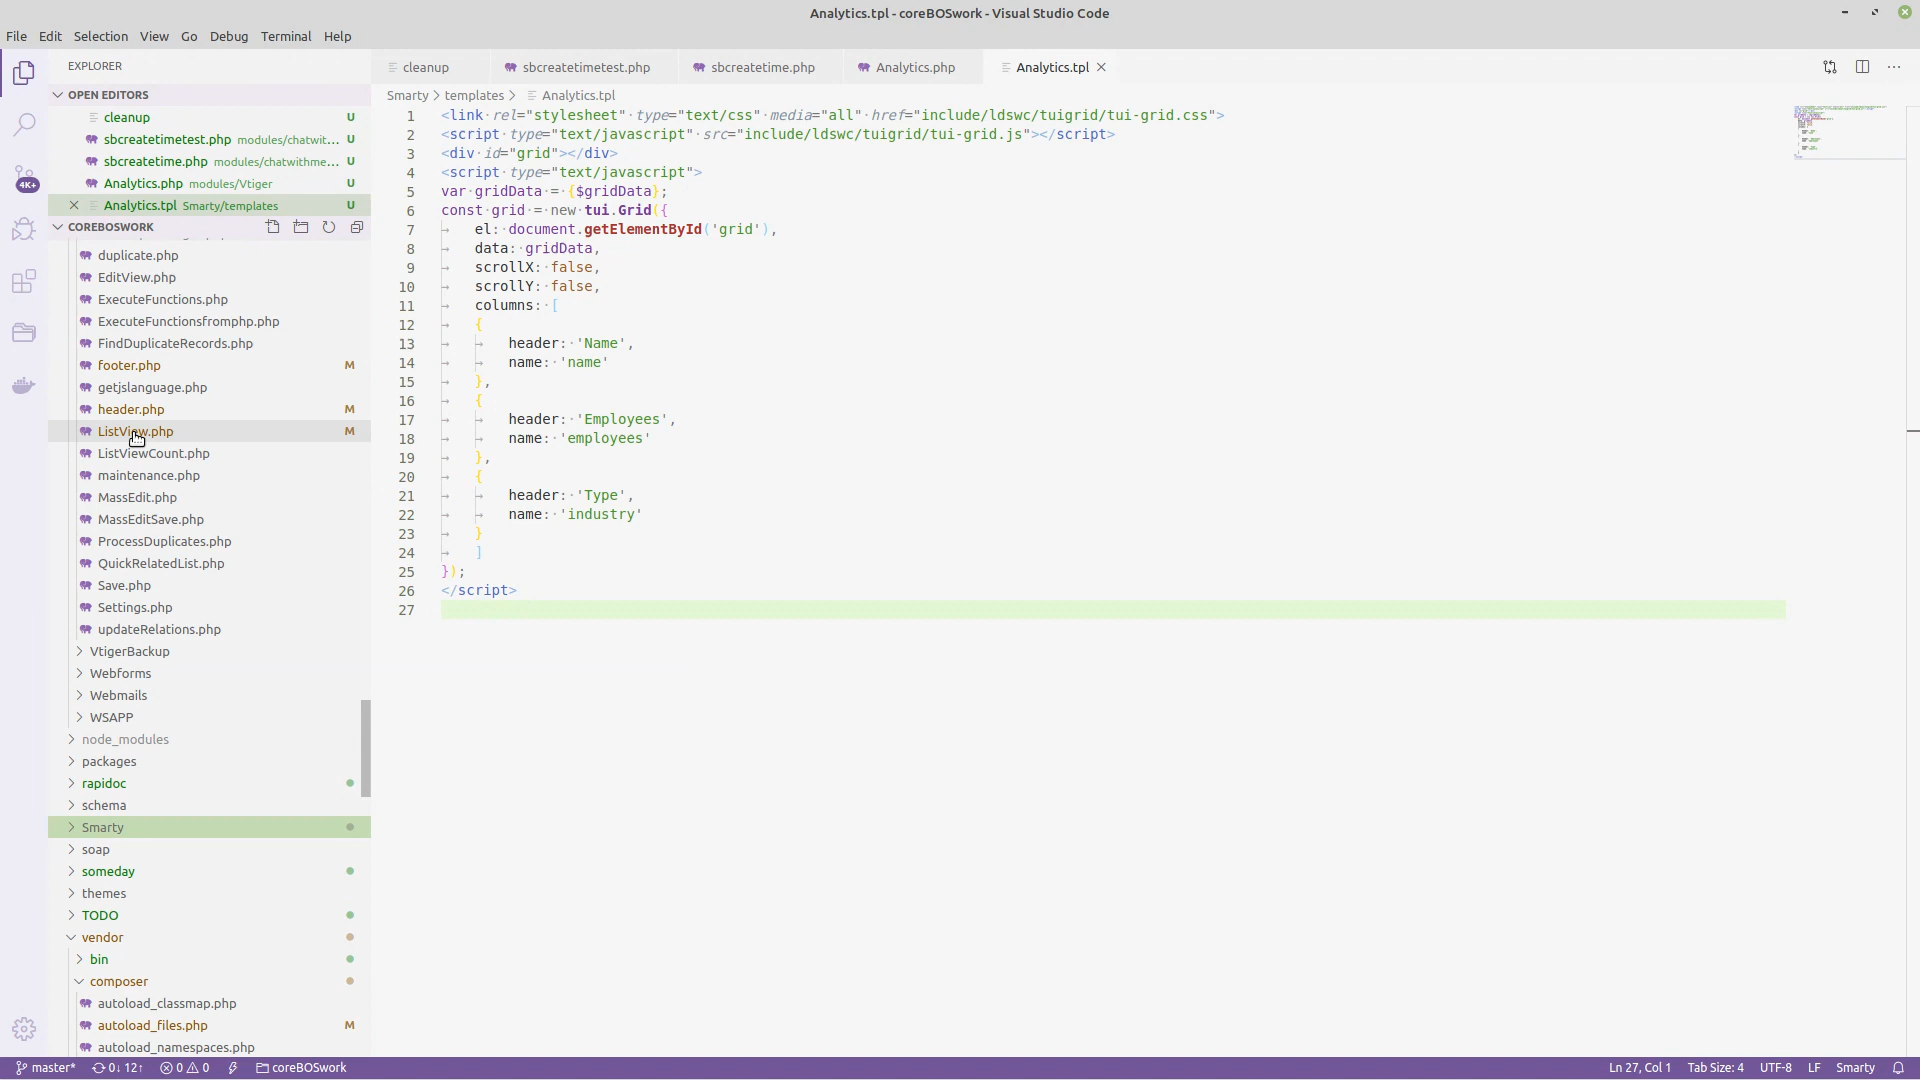 Analytics.tpl - coreBOSwork - Visual Studio Code
File Edit Selection View Go Debug Terminal Help
EXPLORER
OPEN EDITORS
cleanup U
sbcreatetimetest.php modules/chatwit... U
sbcreatetime.php modules/chatwithme... U
Analytics.php modules/Vtiger U
Analytics.tpl Smarty/templates U
COREBOSWORK
duplicate.php
EditView.php
ExecuteFunctions.php
ExecuteFunctionsfromphp.php
FindDuplicateRecords.php
footer.php M
getjslanguage.php
header.php M
ListView.php M
ListViewCount.php
maintenance.php
MassEdit.php
MassEditSave.php
ProcessDuplicates.php
QuickRelatedList.php
Save.php
Settings.php
updateRelations.php
VtigerBackup
Webforms
Webmails
WSAPP
node_modules
packages
rapidoc
schema
Smarty
soap
someday
themes
TODO
vendor
bin
composer
autoload_classmap.php
autoload_files.php M
autoload_namespaces.php
4K+
cleanup sbcreatetimetest.php sbcreatetime.php Analytics.php Analytics.tpl
Smarty > templates > Analytics.tpl
1 <link rel="stylesheet" type="text/css" media="all" href="include/ldswc/tuigrid/tui-grid.css">
2 <script type="text/javascript" src="include/ldswc/tuigrid/tui-grid.js"></script>
3 <div id="grid"></div>
4 <script type="text/javascript">
5 var gridData = {$gridData};
6 const grid = new tui.Grid({
7 el: document.getElementById('grid'),
8 data: gridData,
9 scrollX: false,
10 scrollY: false,
11 columns: [
12 {
13 header: 'Name',
14 name: 'name'
15 },
16 {
17 header: 'Employees',
18 name: 'employees'
19 },
20 {
21 header: 'Type',
22 name: 'industry'
23 }
24 ]
25 });
26 </script>
27
master* 0↓ 12↑ 0 0 coreBOSwork
Ln 27, Col 1 Tab Size: 4 UTF-8 LF Smarty